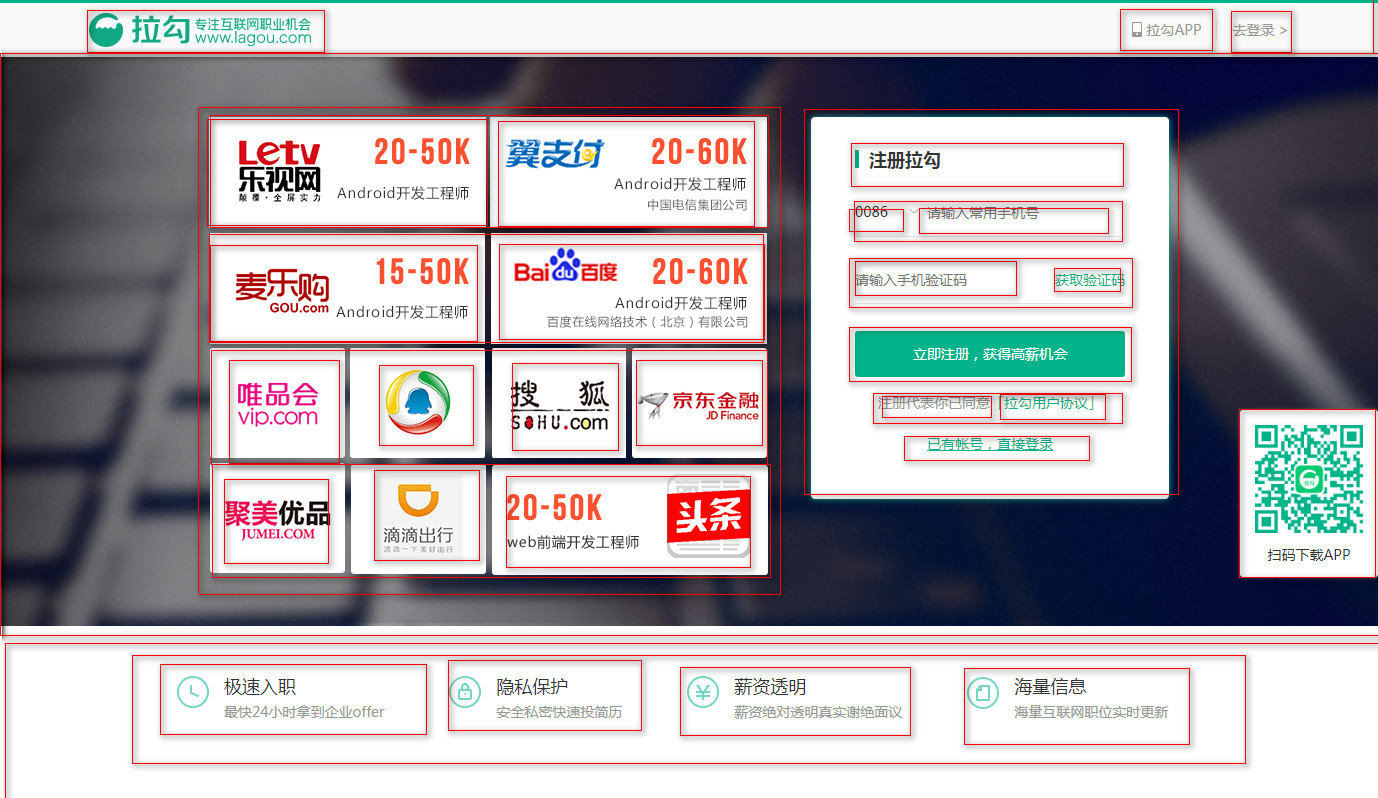 拉勾 专注互联网职业机会
www.lagou.com
拉勾APP
去登录 >
Letv
乐视网
颠覆·全屏实力
20-50K
Android开发工程师
翼支付
20-60K
Android开发工程师
中国电信集团公司
麦乐购
GOU.com
15-50K
Android开发工程师
Bai du 百度
20-60K
Android开发工程师
百度在线网络技术（北京）有限公司
唯品会
vip.com
搜狐
SOHU.com
京东金融
JD Finance
聚美优品
JUMEI.COM
滴滴出行
滴滴一下 美好出行
20-50K
web前端开发工程师
头条
注册拉勾
0086
请输入常用手机号
请输入手机验证码
获取验证码
立即注册，获得高薪机会
注册代表你已同意「拉勾用户协议」
已有帐号，直接登录
扫码下载APP
极速入职
最快24小时拿到企业offer
隐私保护
安全私密快速投简历
薪资透明
薪资绝对透明真实谢绝面议
海量信息
海量互联网职位实时更新